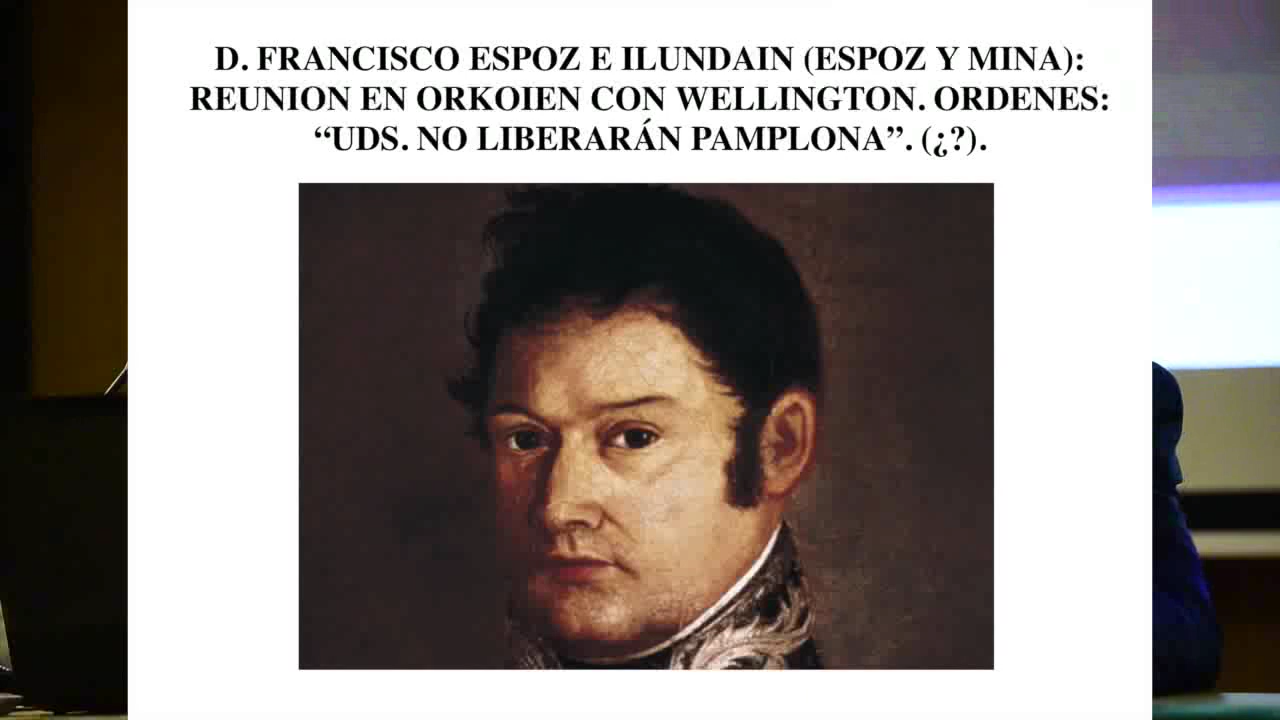 D. FRANCISCO ESPOZ E ILUNDAIN (ESPOZ Y MINA):
REUNION EN ORKOIEN CON WELLINGTON. ORDENES:
“UDS. NO LIBERARÁN PAMPLONA”. (¿?).